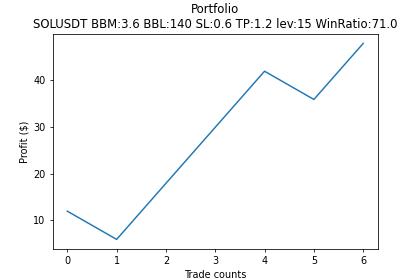 Portfolio
SOLUSDT BBM:3.6 BBL:140 SL:0.6 TP:1.2 lev:15 WinRatio:71.0
Profit ($)
40
30
20
10
0 1 2 3 4 5 6
Trade counts